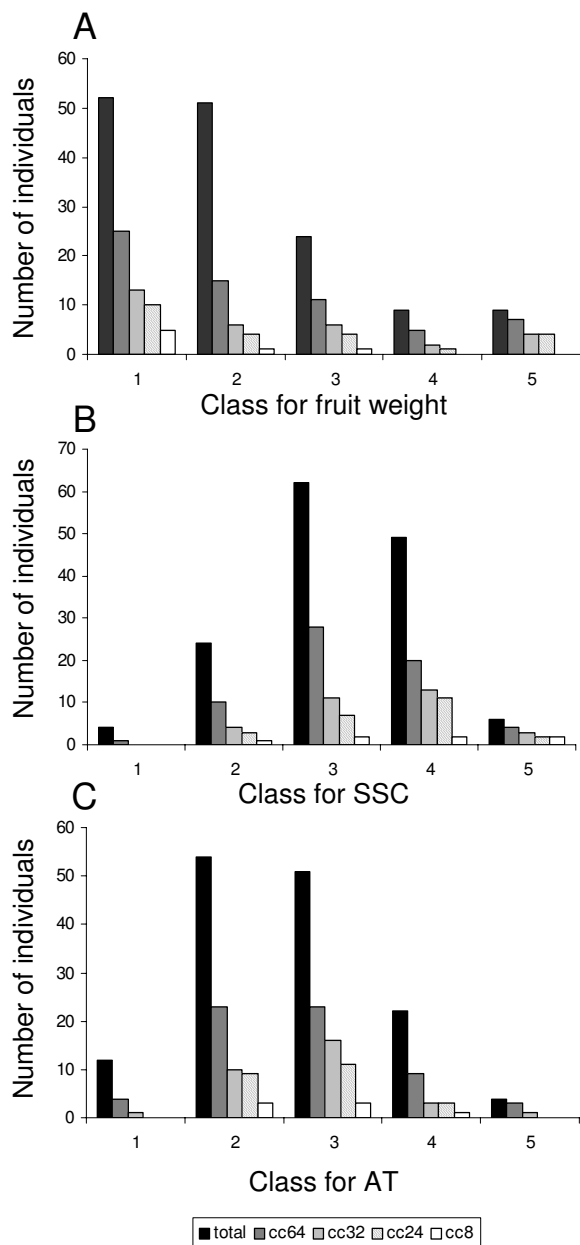 A
60
50
40
30
20
10
0
Number of individuals
1 2 3 4 5
Class for fruit weight
B
70
60
50
40
30
20
10
0
Number of individuals
1 2 3 4 5
Class for SSC
C
60
50
40
30
20
10
0
Number of individuals
1 2 3 4 5
Class for AT
total cc64 cc32 cc24 cc8